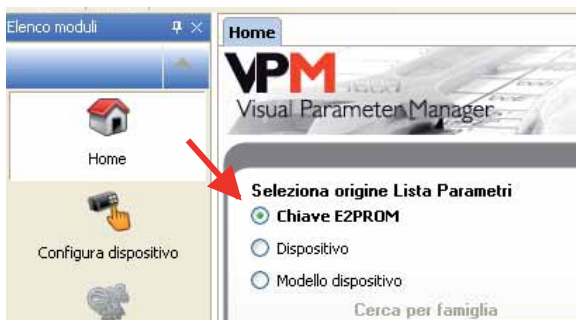 Elenco moduli
Home
Configura dispositivo
Home
VPM
Visual Parameter Manager
Seleziona origine Lista Parametri
Chiave E2PROM
Dispositivo
Modello dispositivo
Cerca per famiglia